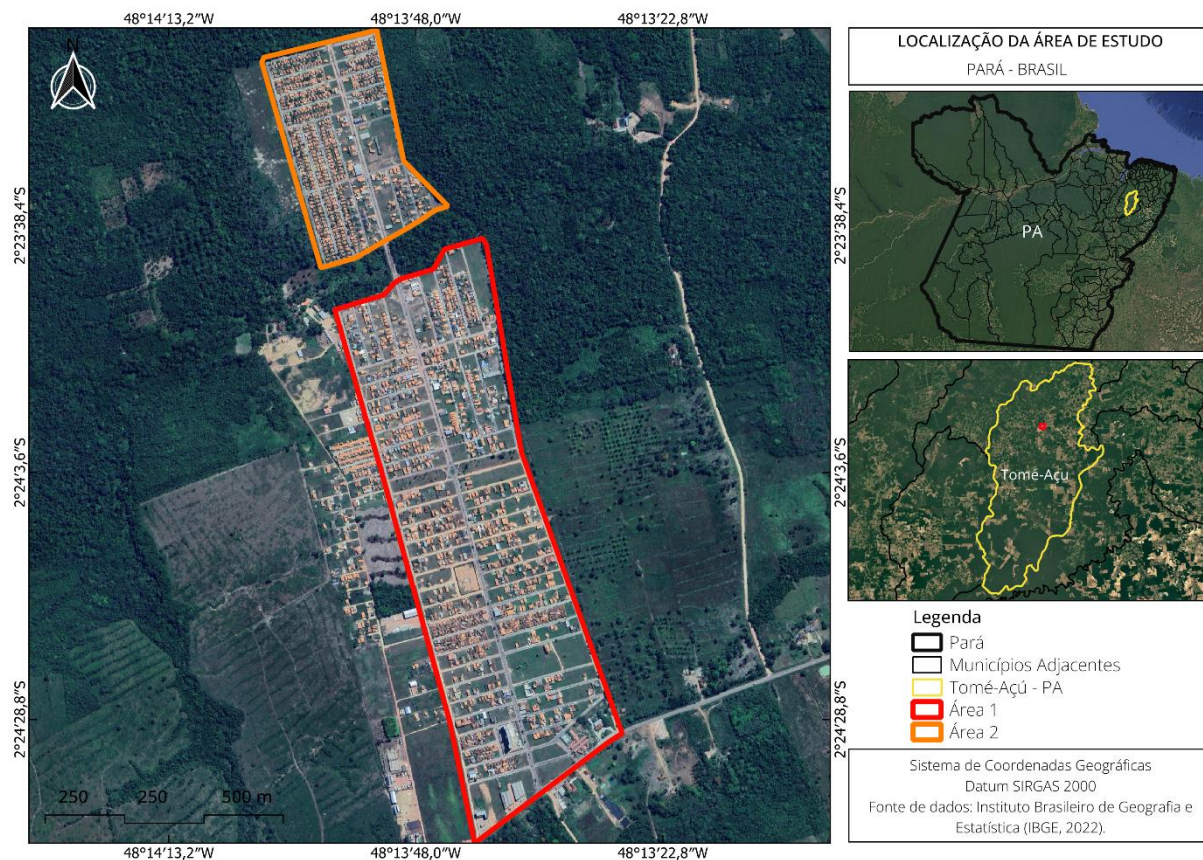 48°14'13,2"W 48°13'48,0"W 48°13'22,8"W
N
2°23'38,4"S 2°23'38,4"S
2°24'3,6"S 2°24'3,6"S
2°24'28,8"S 2°24'28,8"S
250 250 500 m
48°14'13,2"W 48°13'48,0"W 48°13'22,8"W
LOCALIZAÇÃO DA ÁREA DE ESTUDO
PARÁ - BRASIL
PA
Tomé-Açu
Legenda
Pará
Municípios Adjacentes
Tomé-Açú - PA
Área 1
Área 2
Sistema de Coordenadas Geográficas
Datum SIRGAS 2000
Fonte de dados: Instituto Brasileiro de Geografia e
Estatística (IBGE, 2022).